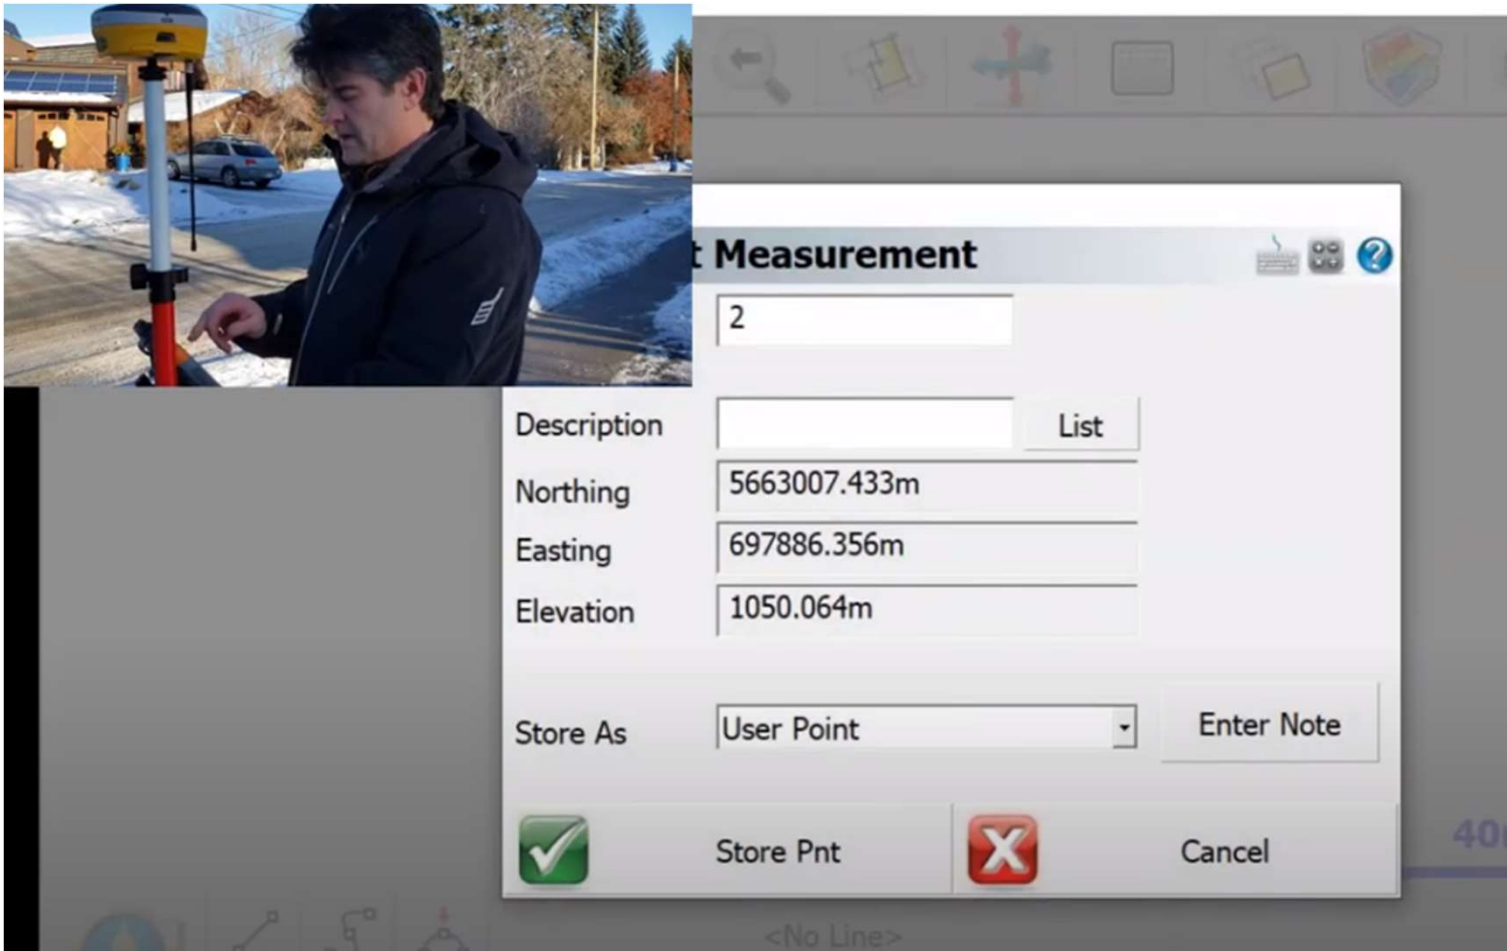 t Measurement
2
Description
List
Northing
5663007.433m
Easting
697886.356m
Elevation
1050.064m
Store As
User Point
Enter Note
Store Pnt
Cancel
40
<No Line>